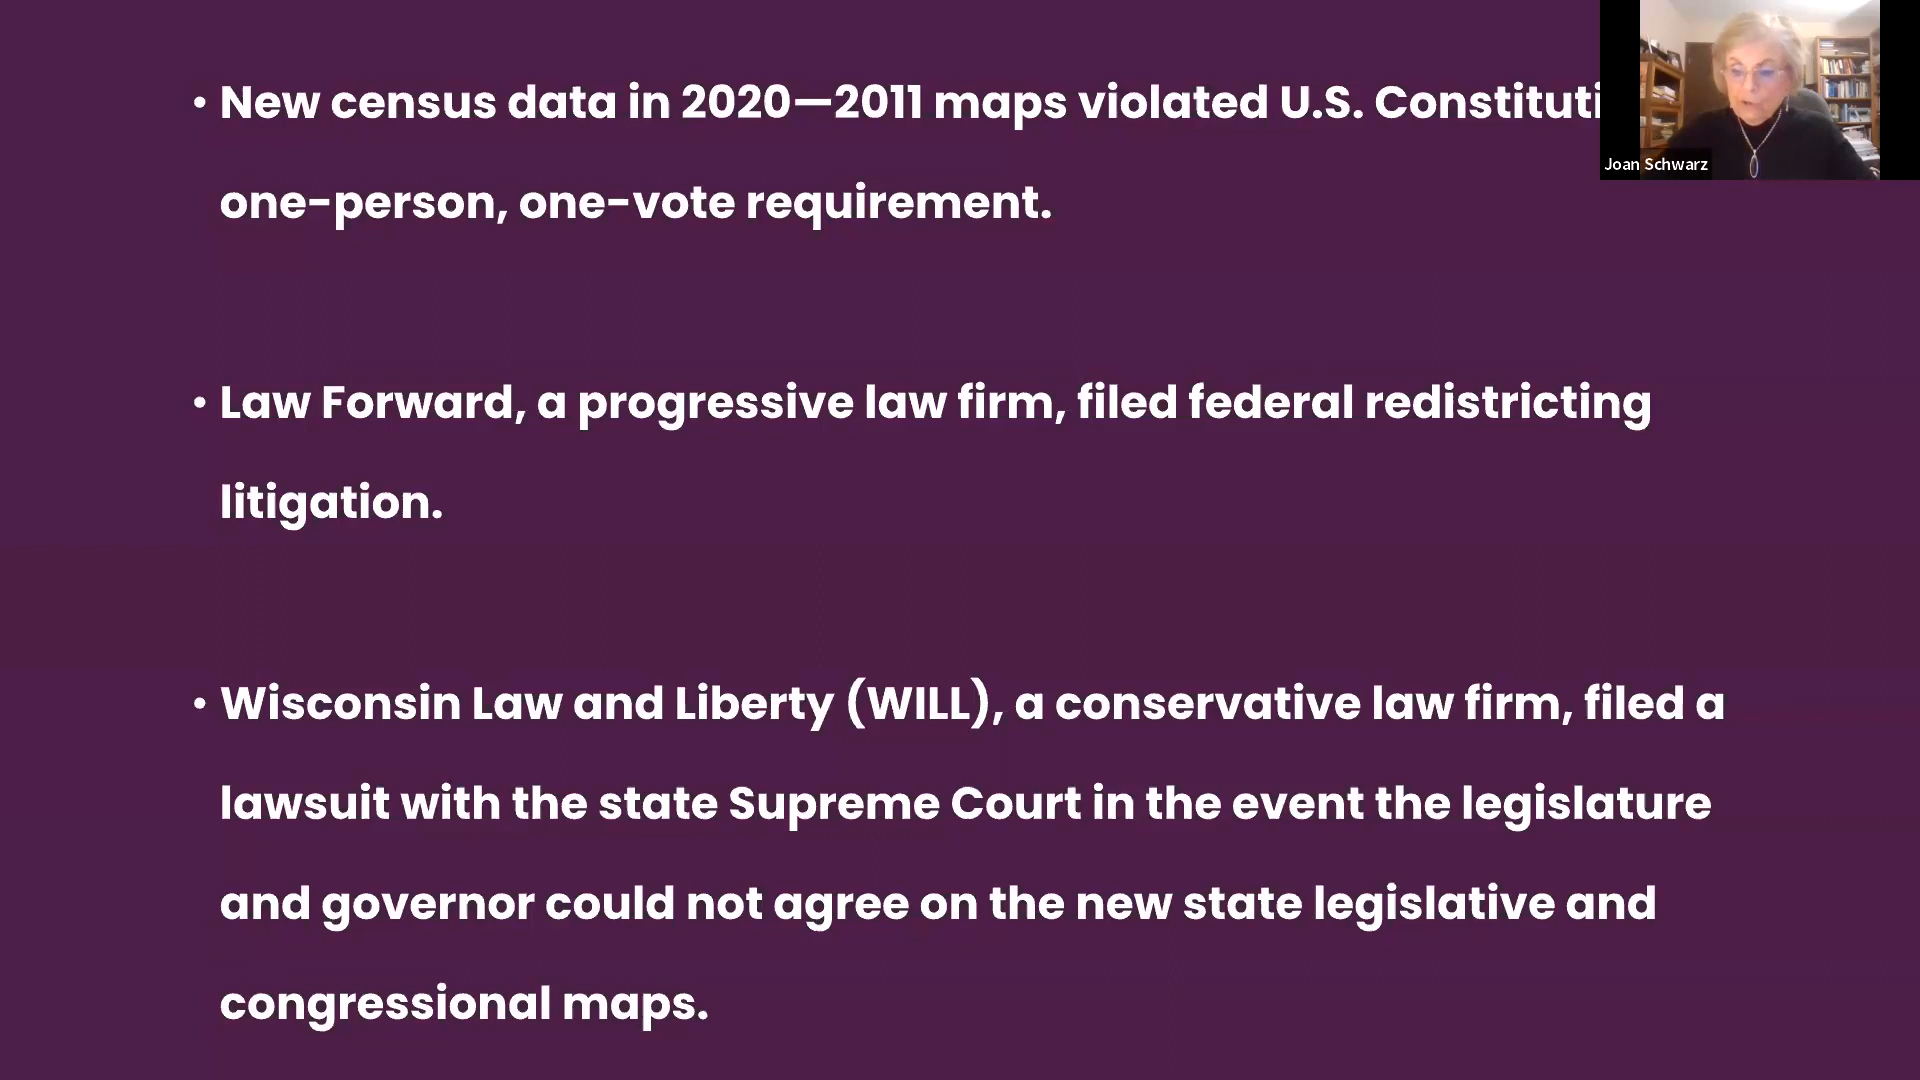 • New census data in 2020—2011 maps violated U.S. Constituti
one-person, one-vote requirement.
• Law Forward, a progressive law firm, filed federal redistricting
litigation.
• Wisconsin Law and Liberty (WILL), a conservative law firm, filed a
lawsuit with the state Supreme Court in the event the legislature
and governor could not agree on the new state legislative and
congressional maps.
Joan Schwarz